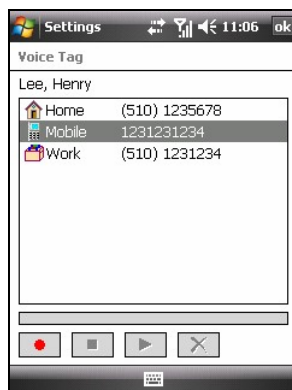 Settings 11:06 ok
Voice Tag
Lee, Henry
Home (510) 1235678
Mobile 1231231234
Work (510) 1231234